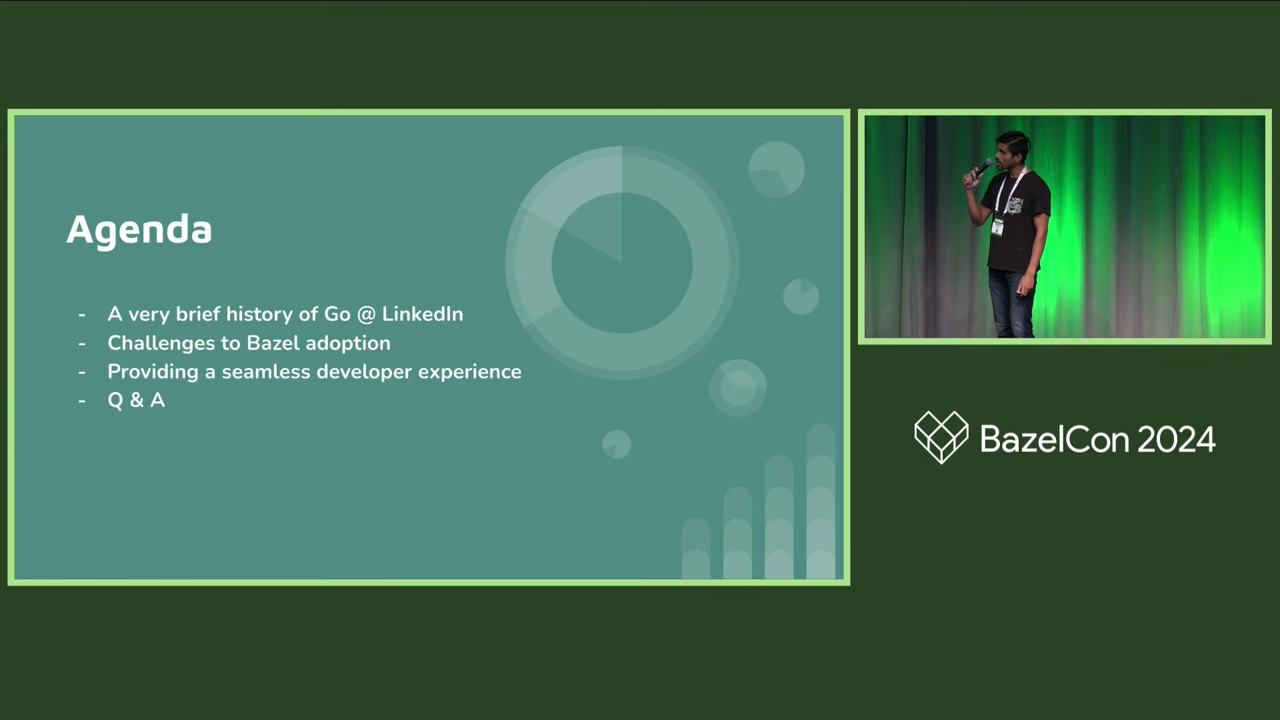 Agenda
- A very brief history of Go @ LinkedIn
- Challenges to Bazel adoption
- Providing a seamless developer experience
- Q & A
BazelCon 2024